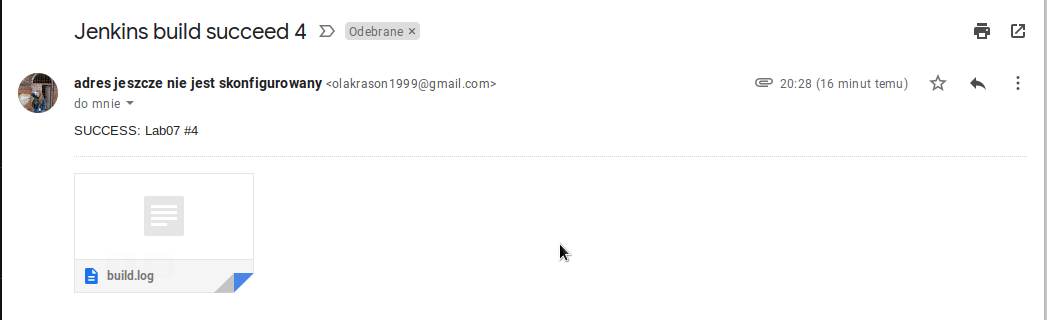 Jenkins build succeed 4 Odebrane ×
adres jeszcze nie jest skonfigurowany <olakrason1999@gmail.com> 20:28 (16 minut temu)
do mnie
SUCCESS: Lab07 #4
build.log